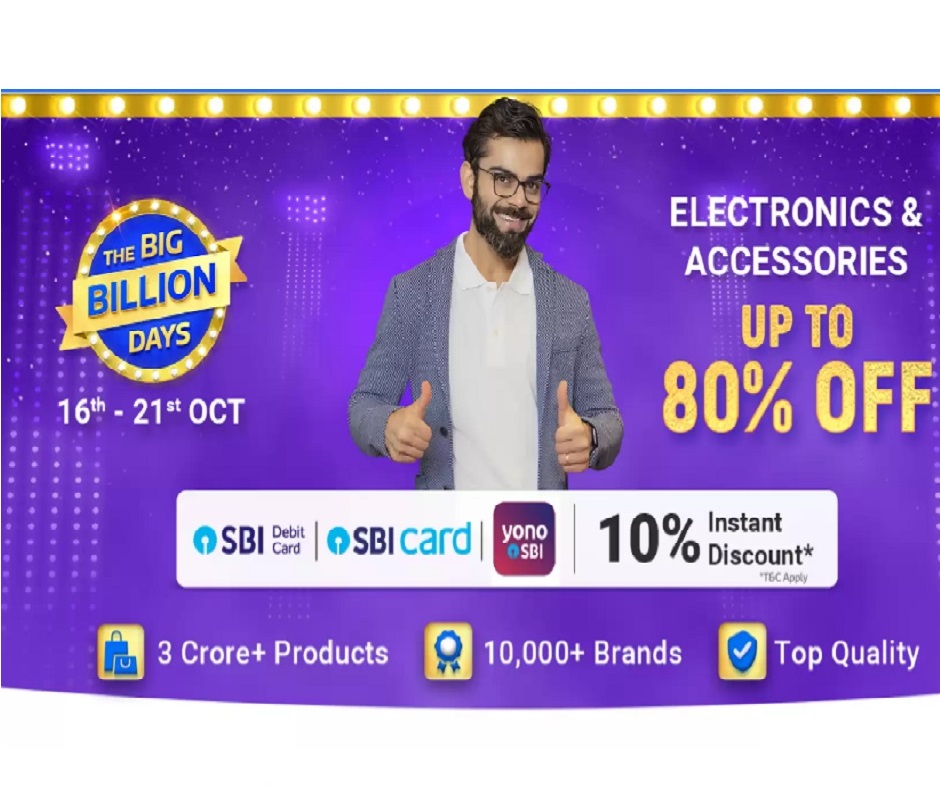 THE BIG
BILLION
DAYS
16th - 21st OCT
ELECTRONICS &
ACCESSORIES
UP TO
80% OFF
SBI Debit Card
SBI card
yono
SBI
10% Instant
Discount*
*T&C Apply
3 Crore+ Products
10,000+ Brands
Top Quality